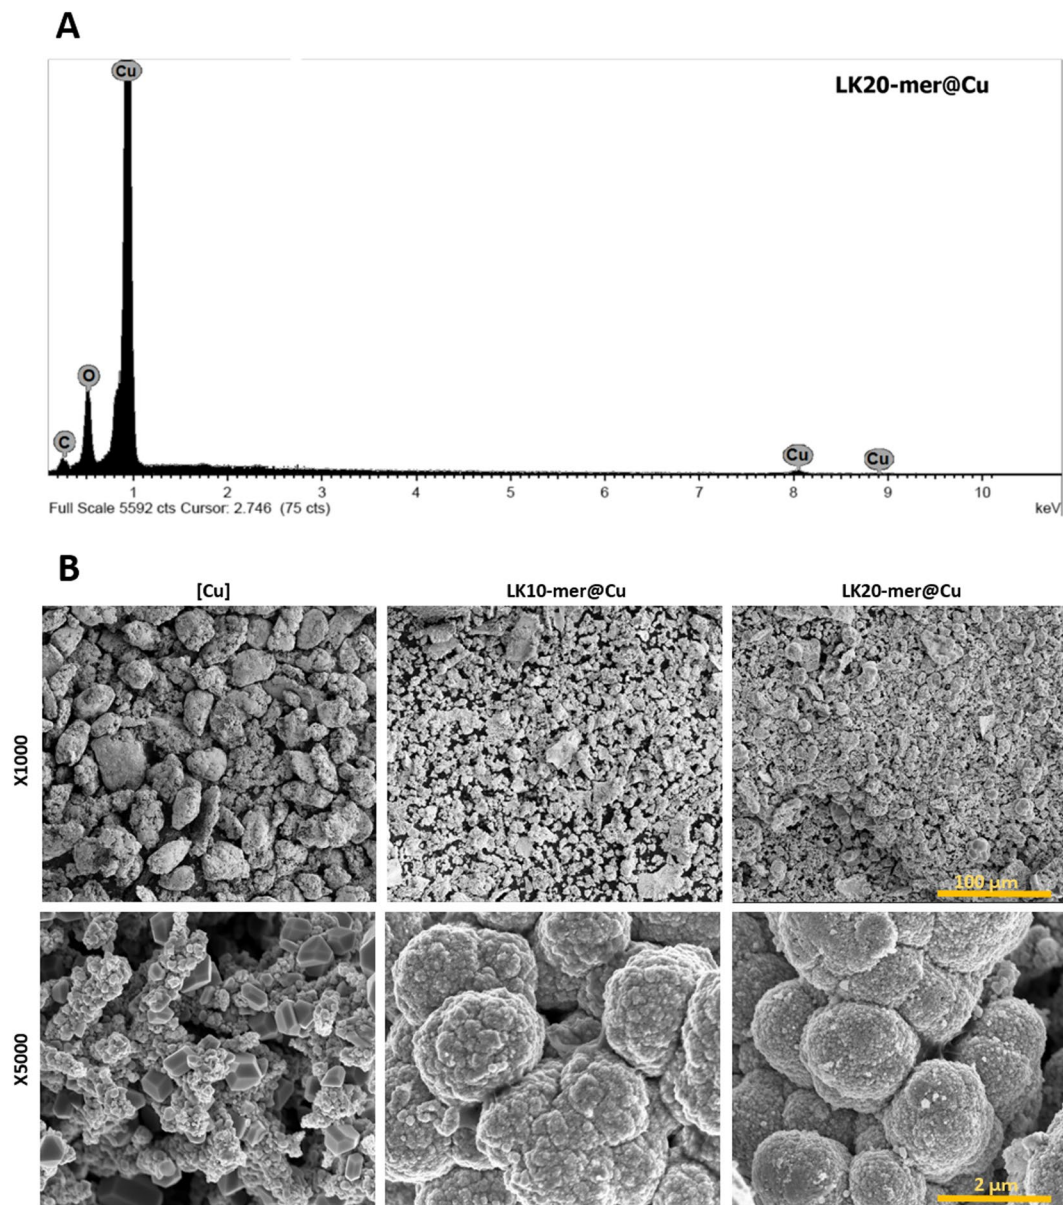 A
Cu
LK20-mer@Cu
O
C
Cu
Cu
1 2 3 4 5 6 7 8 9 10
Full Scale 5592 cts Cursor: 2.746 (75 cts)
keV
B
[Cu]
LK10-mer@Cu
LK20-mer@Cu
X1000
100 µm
X5000
2 µm